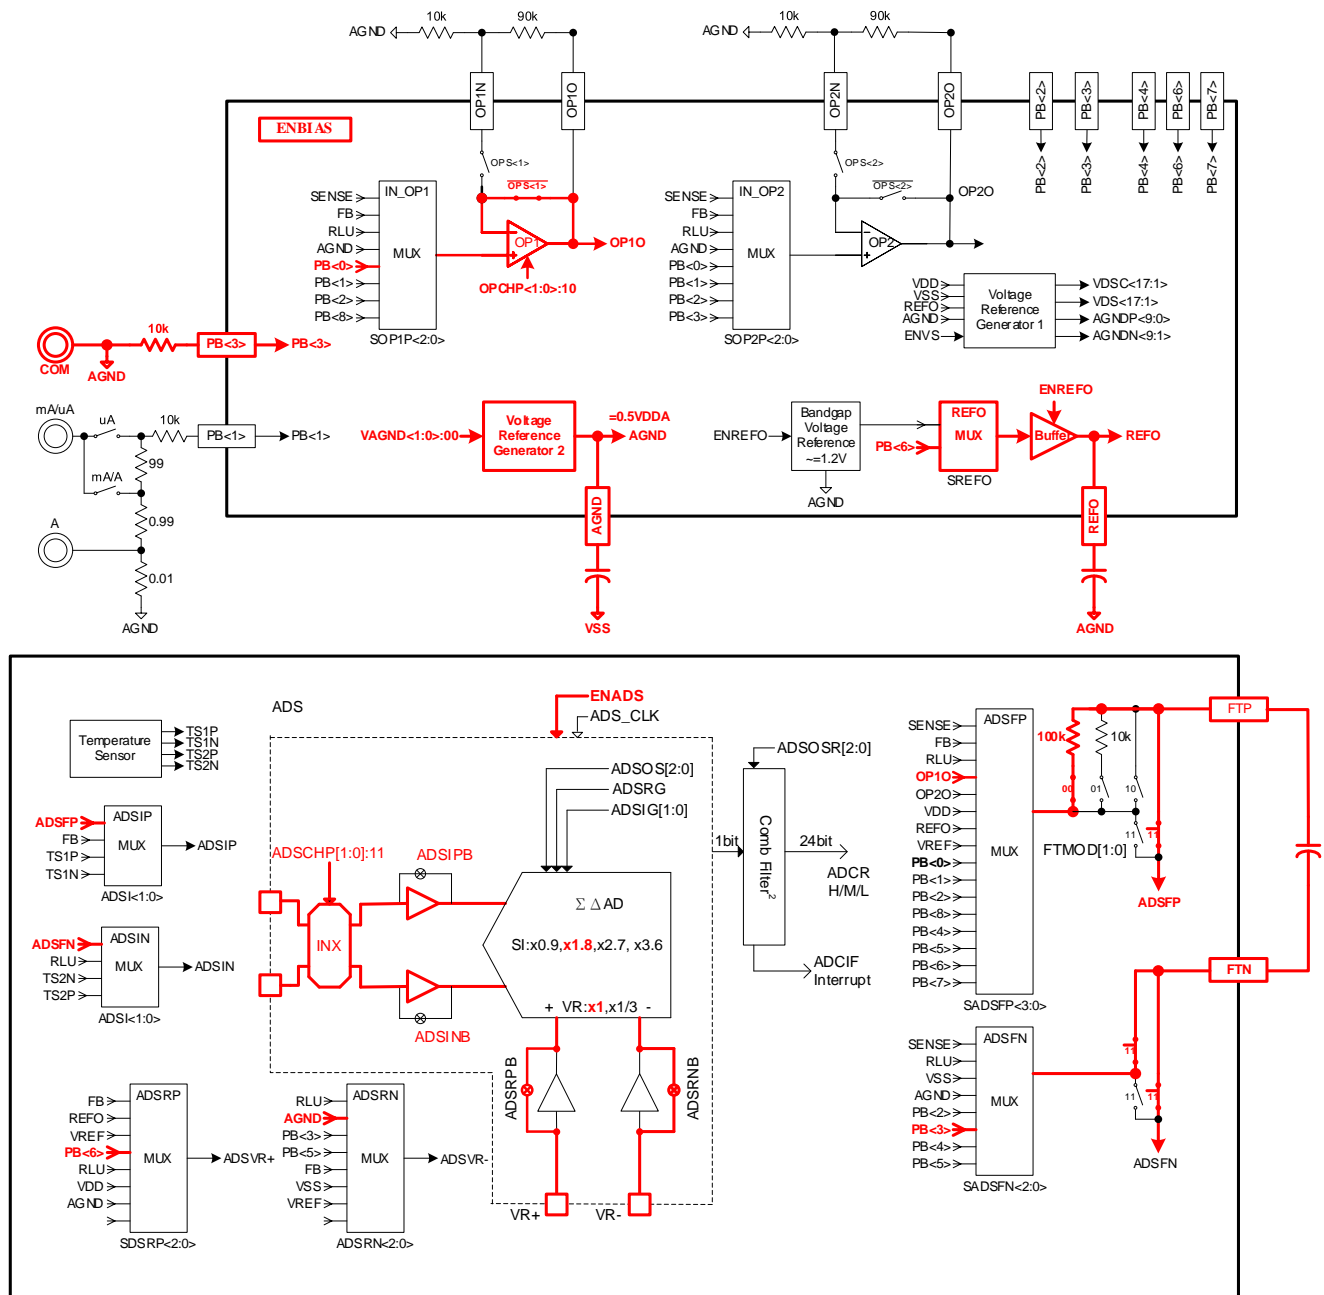 10k
90k
AGND
10k
90k
AGND
OP1N
OP1O
OP2N
OP2O
PB<2>
PB<3>
PB<4>
PB<6>
PB<7>
ENBIAS
OPS<1>
OPS<2>
PB<2>
PB<3>
PB<4>
PB<6>
PB<7>
IN_OP1
SENSE
FB
RLU
AGND
PB<0>
PB<1>
PB<2>
PB<8>
MUX
SOP1P<2:0>
OPS<1>
OP1
OP1O
OPCHP<1:0>:10
IN_OP2
SENSE
FB
RLU
AGND
PB<0>
PB<1>
PB<2>
PB<3>
MUX
SOP2P<2:0>
OPS<2>
OP2O
OP2
VDD
VSS
REFO
AGND
ENVS
Voltage
Reference
Generator 1
VDSC<17:1>
VDS<17:1>
AGNDP<9:0>
AGNDN<9:1>
10k
COM
AGND
PB<3>
PB<3>
mA/uA
uA
10k
PB<1>
PB<1>
99
mA/A
0.99
A
0.01
AGND
VAGND<1:0>:00
Voltage
Reference
Generator 2
=0.5VDDA
AGND
AGND
VSS
ENREFO
Bandgap
Voltage
Reference
~=1.2V
AGND
PB<6>
REFO
MUX
SREFO
ENREFO
Buffer
REFO
REFO
AGND
ADS
ENADS
ADS_CLK
Temperature
Sensor
TS1P
TS1N
TS2P
TS2N
ADSOS[2:0]
ADSRG
ADSIG[1:0]
ADSOSR[2:0]
ADSIP
ADSFP
FB
TS1P
TS1N
MUX
ADSIP
ADSI<1:0>
ADSIN
ADSFN
RLU
TS2N
TS2P
MUX
ADSIN
ADSI<1:0>
ADSCHP[1:0]:11
INX
ADSIPB
ADSINB
Σ Δ AD
SI:x0.9,x1.8,x2.7, x3.6
+ VR:x1,x1/3 -
1bit
Comb Filter²
24bit
ADCR
H/M/L
ADCIF
Interrupt
ADSRPB
ADSRNB
VR+
VR-
ADSRP
FB
REFO
VREF
PB<6>
RLU
VDD
AGND
MUX
ADSVR+
SDSRP<2:0>
ADSRN
RLU
AGND
PB<3>
PB<5>
FB
VSS
VREF
MUX
ADSVR-
ADSRN<2:0>
ADSFP
SENSE
FB
RLU
OP1O
OP2O
VDD
REFO
VREF
PB<0>
PB<1>
PB<2>
PB<8>
PB<4>
PB<5>
PB<6>
PB<7>
MUX
SADSFP<3:0>
100k
10k
00
01
10
11
11
FTMOD[1:0]
ADSFP
FTP
FTN
ADSFN
SENSE
RLU
VSS
AGND
PB<2>
PB<3>
PB<4>
PB<5>
MUX
SADSFN<2:0>
11
11
11
ADSFN